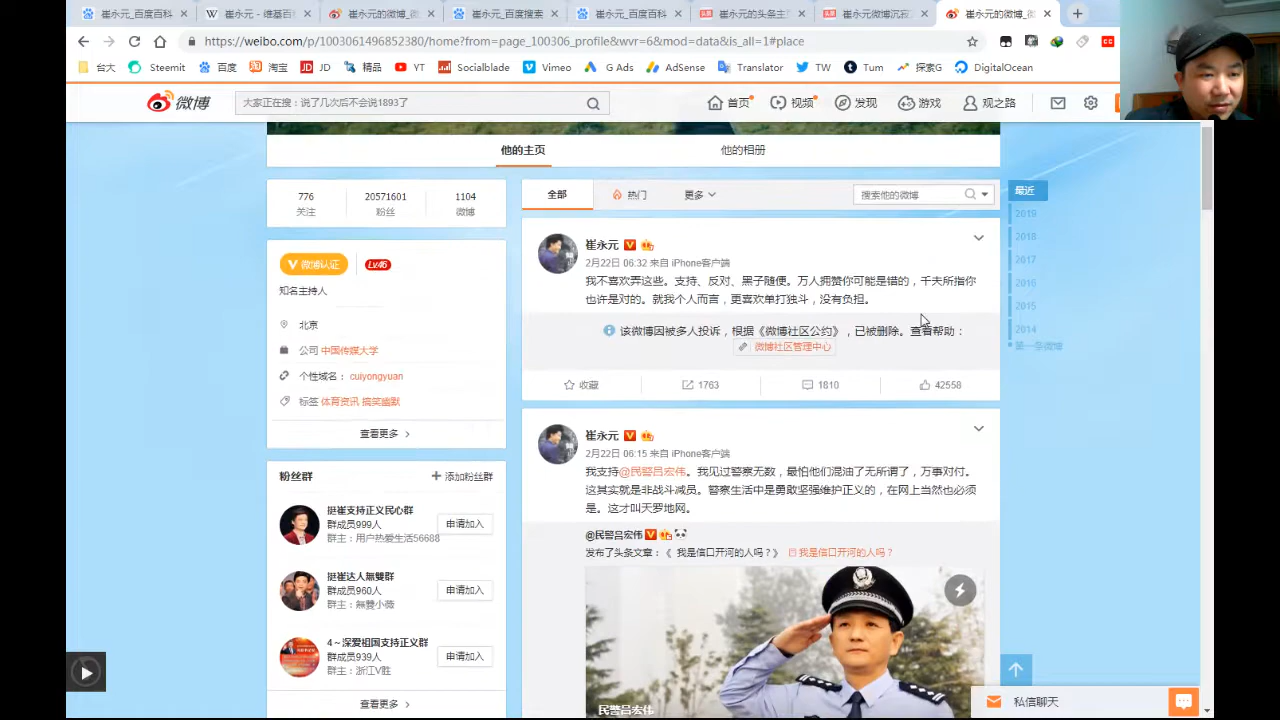 崔永元_百度百科
崔永元 - 维基百
崔永元的微博_微
崔永元_百度搜索
崔永元_百度百科
崔永元的头条主
崔永元微博沉寂
崔永元的微博_微
https://weibo.com/p/1003061496852380/home?from=page_100306_profile&wvr=6&mod=data&is_all=1#place
台大 Steemit 百度 淘宝 JD 精品 YT Socialblade Vimeo G Ads AdSense Translator TW Tum 探索G DigitalOcean
微博
大家正在搜：说了几次后不会说1893了
首页 视频 发现 游戏 观之路
他的主页 他的相册
776 20571601 1104
关注 粉丝 微博
全部 热门 更多
搜索他的微博
最近
2019
2018
2017
2016
2015
2014
第一条微博
微博认证 Lv46
知名主持人
北京
公司 中国传媒大学
个性域名： cuiyongyuan
标签 体育资讯 搞笑幽默
查看更多
粉丝群 添加粉丝群
挺崔支持正义民心群
群成员999人
群主：用户热爱生活56688
申请加入
挺崔达人無雙群
群成员960人
群主：無贊小薇
申请加入
4～深爱祖国支持正义群
群成员939人
群主：浙江V胜
申请加入
查看更多
崔永元
2月22日 06:32 来自 iPhone客户端
我不喜欢弄这些。支持、反对、黑子随便。万人拥赞你可能是错的，千夫所指你
也许是对的。就我个人而言，更喜欢单打独斗，没有负担。
该微博因被多人投诉，根据《微博社区公约》，已被删除。查看帮助：
微博社区管理中心
收藏 1763 1810 42558
崔永元
2月22日 06:15 来自 iPhone客户端
我支持@民警吕宏伟。我见过警察无数，最怕他们混油了无所谓了，万事对付。
这其实就是非战斗减员。警察生活中是勇敢坚强维护正义的，在网上当然也必须
是。这才叫天罗地网。
@民警吕宏伟
发布了头条文章：《 我是信口开河的人吗？》 我是信口开河的人吗？
民警吕宏伟
私信聊天